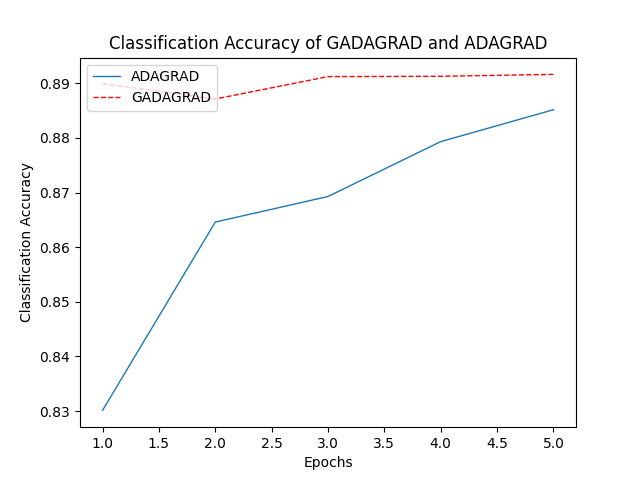 Classification Accuracy of GADAGRAD and ADAGRAD
ADAGRAD
GADAGRAD
Classification Accuracy
0.89
0.88
0.87
0.86
0.85
0.84
0.83
1.0 1.5 2.0 2.5 3.0 3.5 4.0 4.5 5.0
Epochs